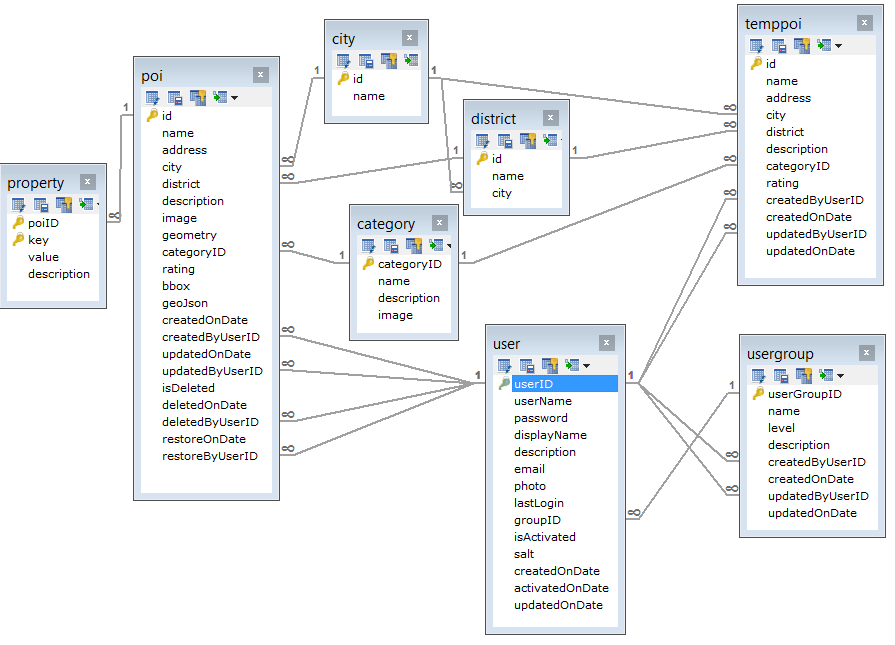 property
poiID
key
value
description
poi
id
name
address
city
district
description
image
geometry
categoryID
rating
bbox
geoJson
createdOnDate
createdByUserID
updatedOnDate
updatedByUserID
isDeleted
deletedOnDate
deletedByUserID
restoreOnDate
restoreByUserID
city
id
name
district
id
name
city
category
categoryID
name
description
image
user
userID
userName
password
displayName
description
email
photo
lastLogin
groupID
isActivated
salt
createdOnDate
activatedOnDate
updatedOnDate
temppoi
id
name
address
city
district
description
categoryID
rating
createdByUserID
createdOnDate
updatedByUserID
updatedOnDate
usergroup
userGroupID
name
level
description
createdByUserID
createdOnDate
updatedByUserID
updatedOnDate
1
∞
1
∞
∞
1
1
∞
1
∞
1
∞
1
1
∞
∞
∞
∞
∞
∞
∞
∞
∞
1
1
∞
∞
1
∞